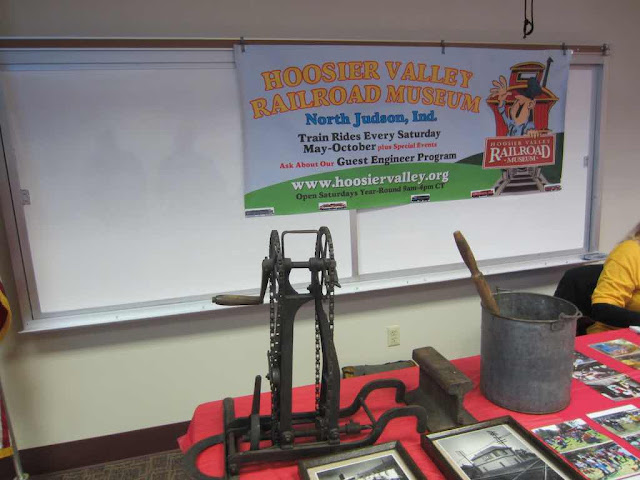 HOOSIER VALLEY
RAILROAD MUSEUM
North Judson, Ind.
Train Rides Every Saturday
May-October plus Special Events
Ask About Our Guest Engineer Program
www.hoosiervalley.org
Open Saturdays Year-Round 8am-4pm CT
HOOSIER VALLEY
RAILROAD
MUSEUM